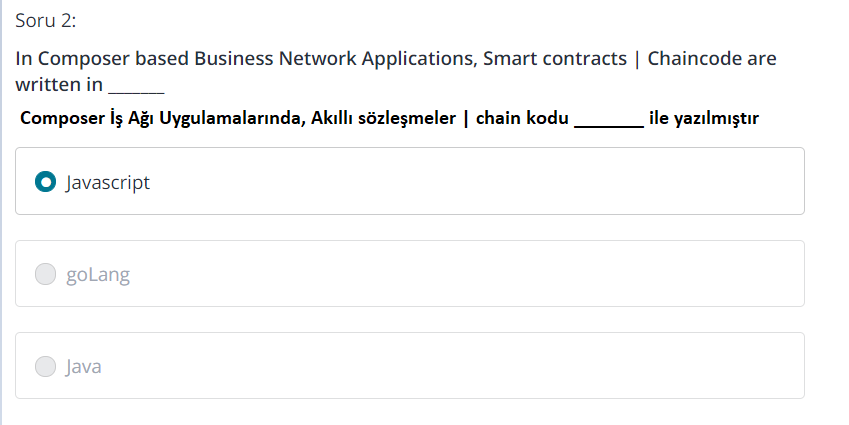 Soru 2:
In Composer based Business Network Applications, Smart contracts | Chaincode are
written in _______
Composer İş Ağı Uygulamalarında, Akıllı sözleşmeler | chain kodu ________ ile yazılmıştır
Javascript
goLang
Java